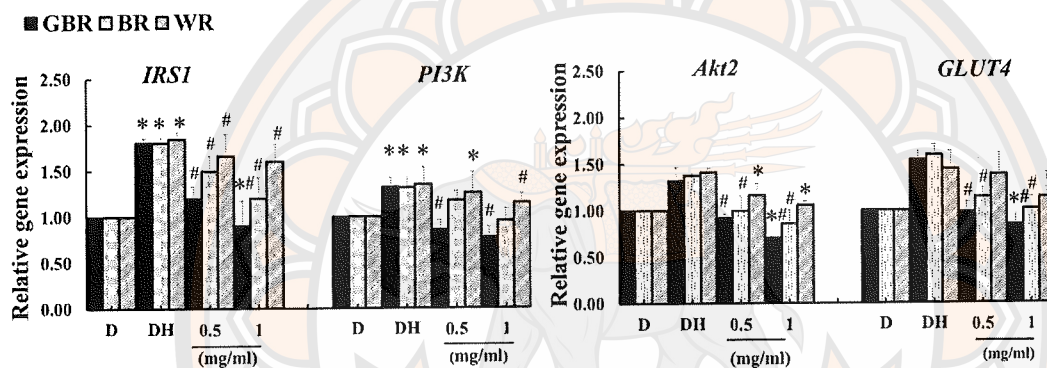 GBR BR WR
IRS1 PI3K Akt2 GLUT4
Relative gene expression
2.50
2.00
1.50
1.00
0.50
0.00
* * *
# # #
* # # #
D DH 0.5 1
(mg/ml)
* * *
# *
# #
D DH 0.5 1
(mg/ml)
Relative gene expression
2.50
2.00
1.50
1.00
0.50
0.00
# # *
* # # *
D DH 0.5 1
(mg/ml)
# #
* # #
D DH 0.5 1
(mg/ml)